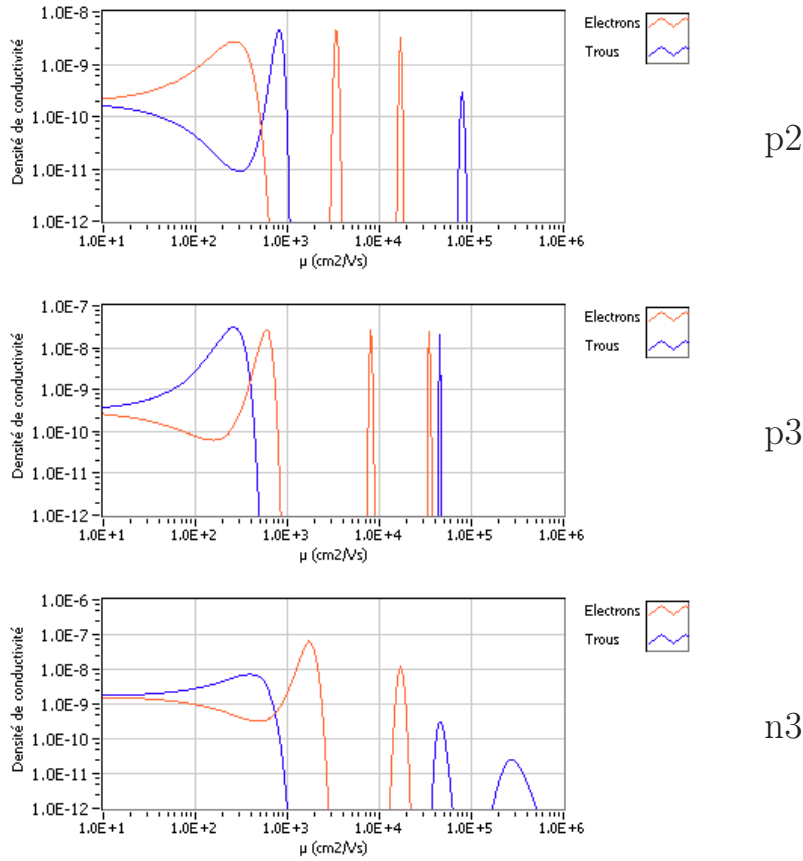 1.0E-8
1.0E-9
1.0E-10
1.0E-11
1.0E-12
Densité de conductivité
1.0E+1 1.0E+2 1.0E+3 1.0E+4 1.0E+5 1.0E+6
µ (cm2/Vs)
Electrons
Trous
p2
1.0E-7
1.0E-8
1.0E-9
1.0E-10
1.0E-11
1.0E-12
Densité de conductivité
1.0E+1 1.0E+2 1.0E+3 1.0E+4 1.0E+5 1.0E+6
µ (cm2/Vs)
Electrons
Trous
p3
1.0E-6
1.0E-7
1.0E-8
1.0E-9
1.0E-10
1.0E-11
1.0E-12
Densité de conductivité
1.0E+1 1.0E+2 1.0E+3 1.0E+4 1.0E+5 1.0E+6
µ (cm2/Vs)
Electrons
Trous
n3